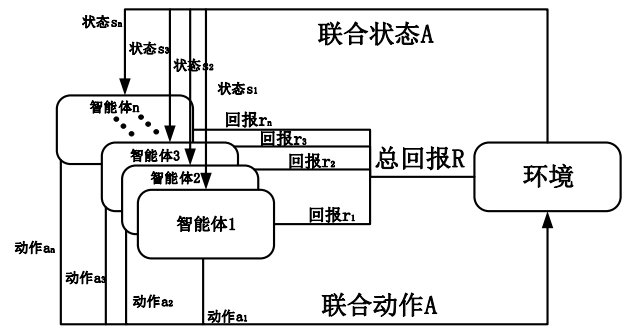 状态sn
联合状态A
状态s3
状态s2
状态s1
智能体n
回报rn
回报r3
智能体3
回报r2
总回报R
智能体2
环境
回报r1
智能体1
动作an
动作a3
动作a2
联合动作A
动作a1